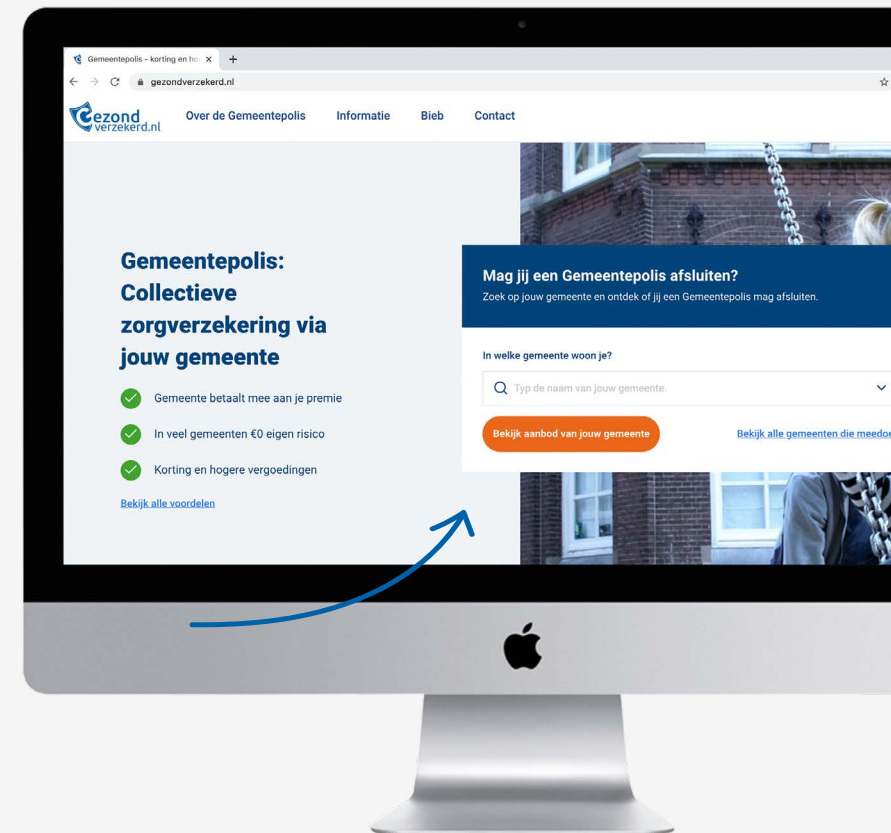 Gemeentepolis - korting en ho
gezondverzekerd.nl
Gezond
verzekerd.nl
Over de Gemeentepolis
Informatie
Bieb
Contact
Gemeentepolis:
Collectieve
zorgverzekering via
jouw gemeente
Gemeente betaalt mee aan je premie
In veel gemeenten €0 eigen risico
Korting en hogere vergoedingen
Bekijk alle voordelen
Mag jij een Gemeentepolis afsluiten?
Zoek op jouw gemeente en ontdek of jij een Gemeentepolis mag afsluiten.
In welke gemeente woon je?
Typ de naam van jouw gemeente.
Bekijk aanbod van jouw gemeente
Bekijk alle gemeenten die meedoe